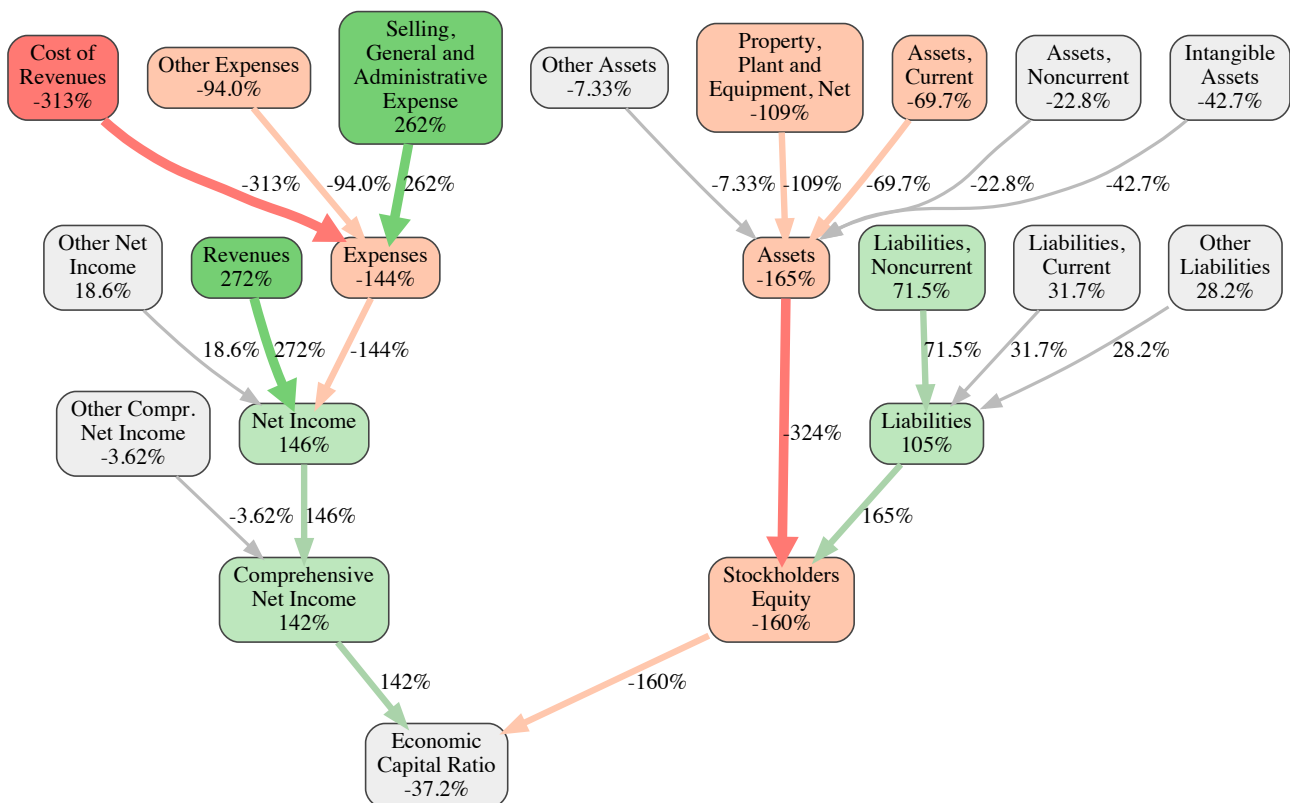 Cost of
Revenues
-313%
Other Expenses
-94.0%
Selling,
General and
Administrative
Expense
262%
Other Assets
-7.33%
Property,
Plant and
Equipment, Net
-109%
Assets,
Current
-69.7%
Assets,
Noncurrent
-22.8%
Intangible
Assets
-42.7%
-313%
-94.0%
262%
-7.33%
-109%
-69.7%
-22.8%
-42.7%
Other Net
Income
18.6%
Revenues
272%
Expenses
-144%
Assets
-165%
Liabilities,
Noncurrent
71.5%
Liabilities,
Current
31.7%
Other
Liabilities
28.2%
18.6%
272%
-144%
71.5%
31.7%
28.2%
Other Compr.
Net Income
-3.62%
Net Income
146%
-324%
Liabilities
105%
-3.62%
146%
165%
Comprehensive
Net Income
142%
Stockholders
Equity
-160%
142%
-160%
Economic
Capital Ratio
-37.2%